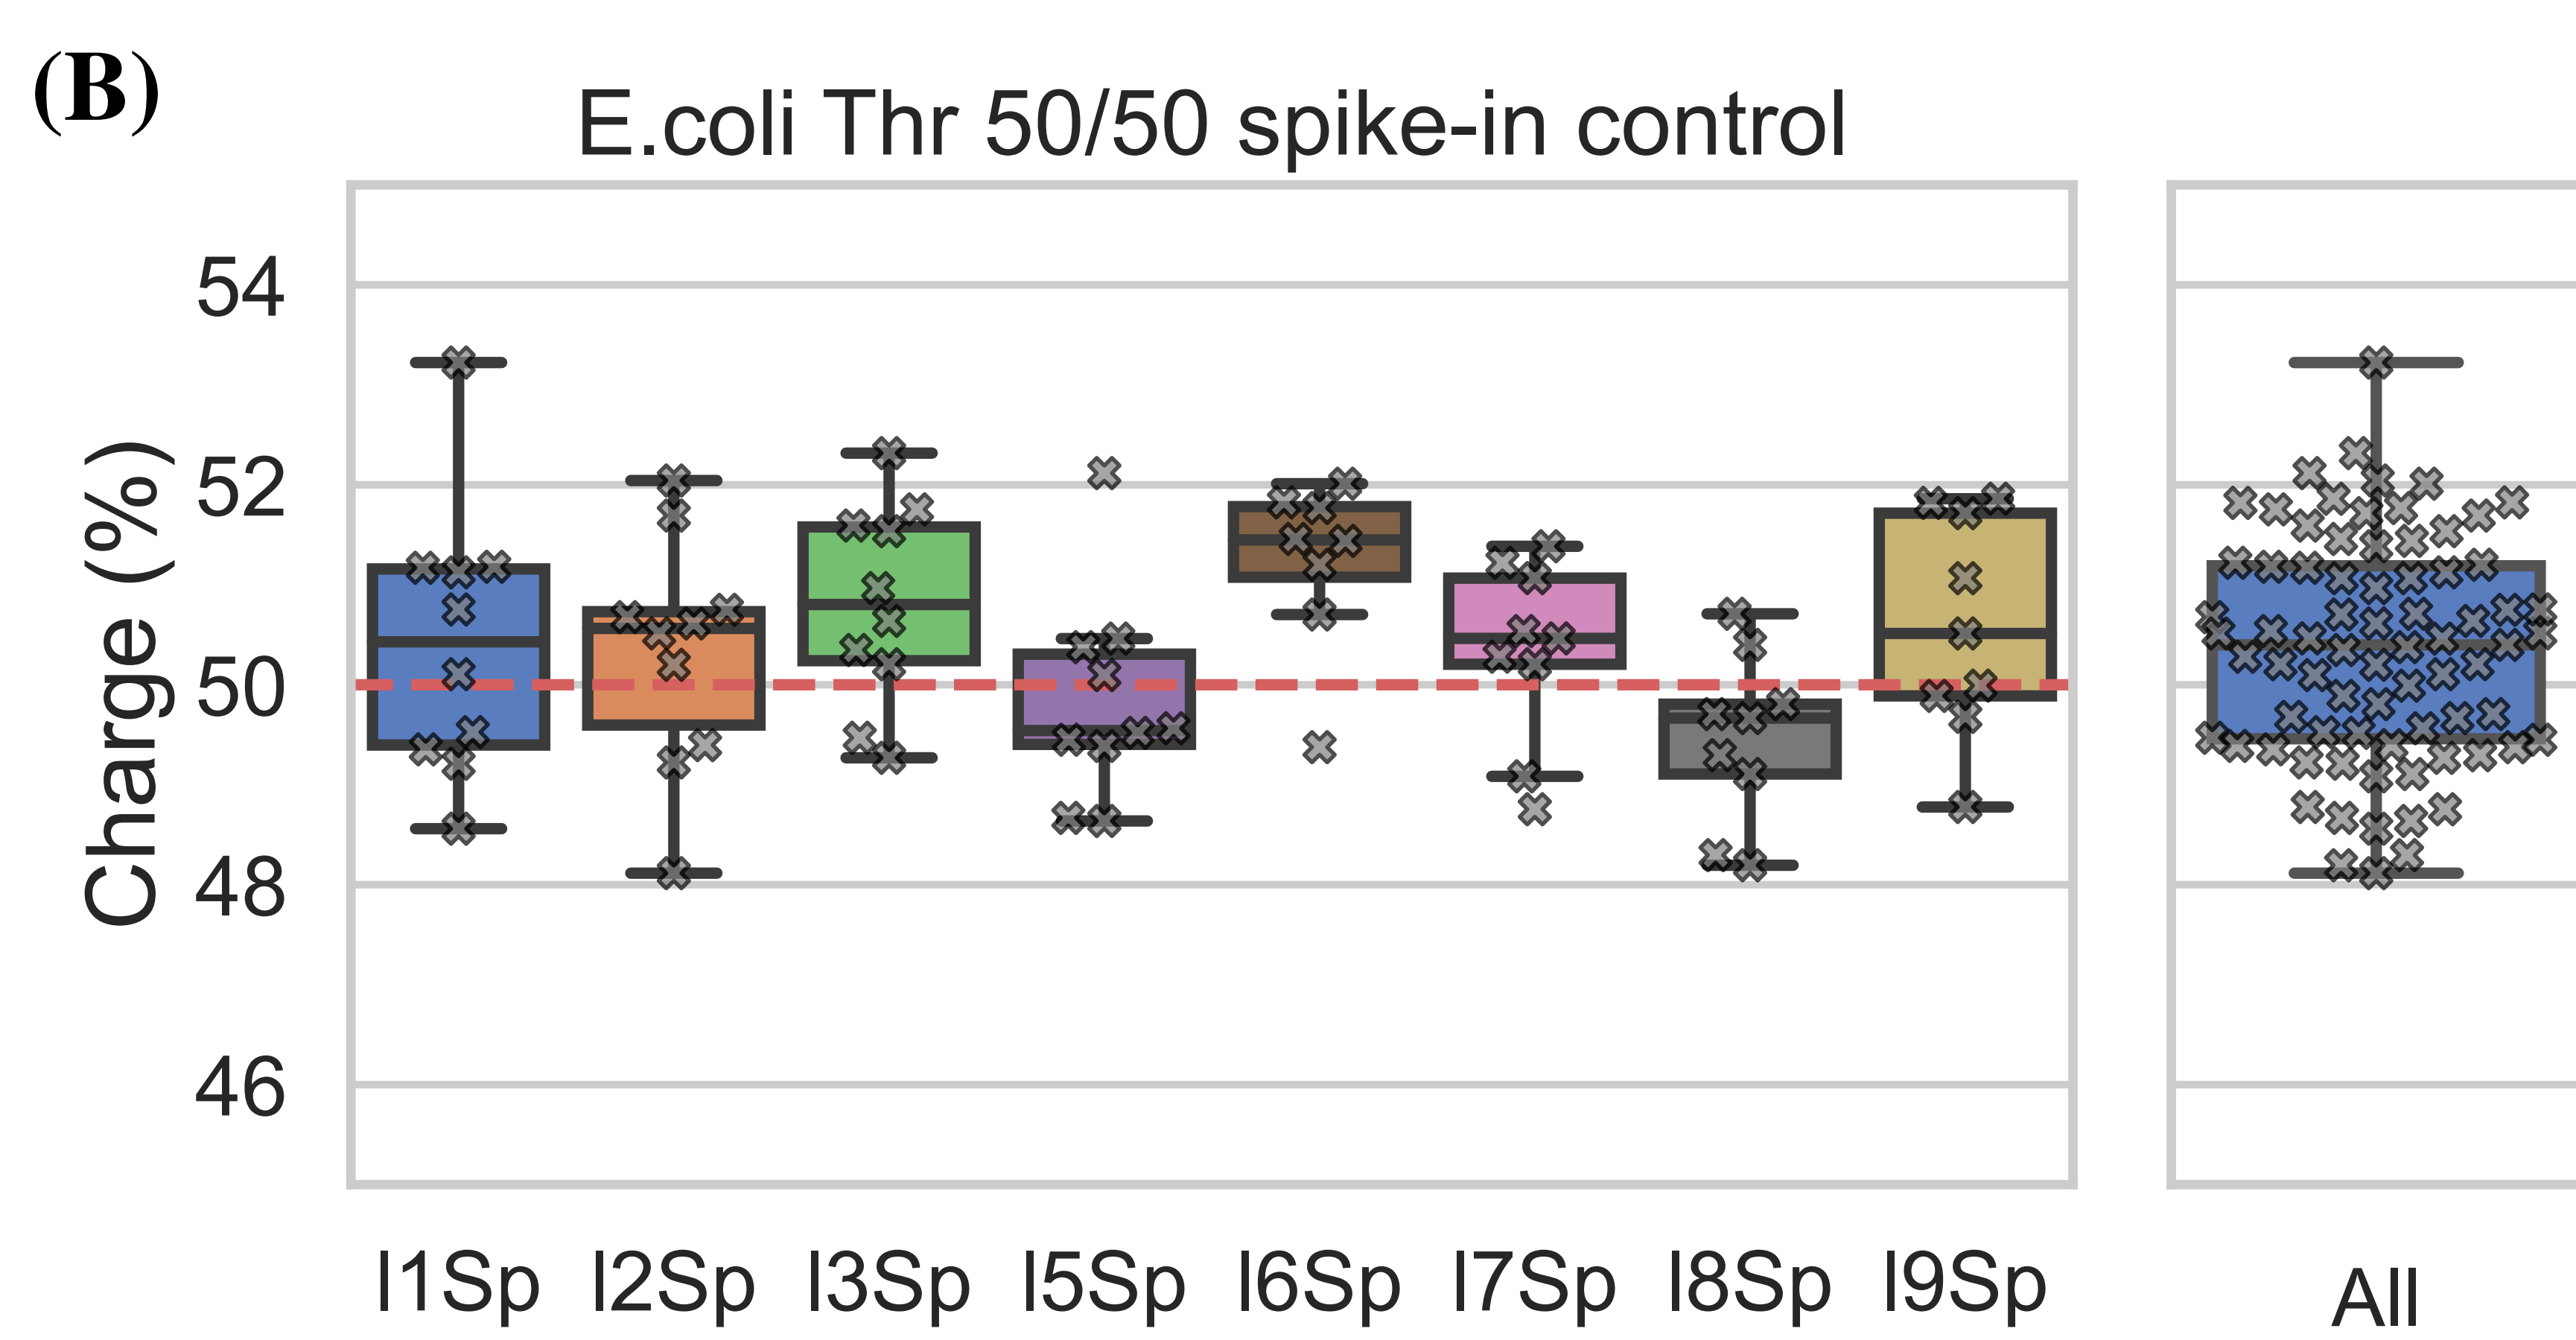 (B)
E.coli Thr 50/50 spike-in control
Charge (%)
54
52
50
48
46
l1Sp l2Sp l3Sp l5Sp l6Sp l7Sp l8Sp l9Sp All